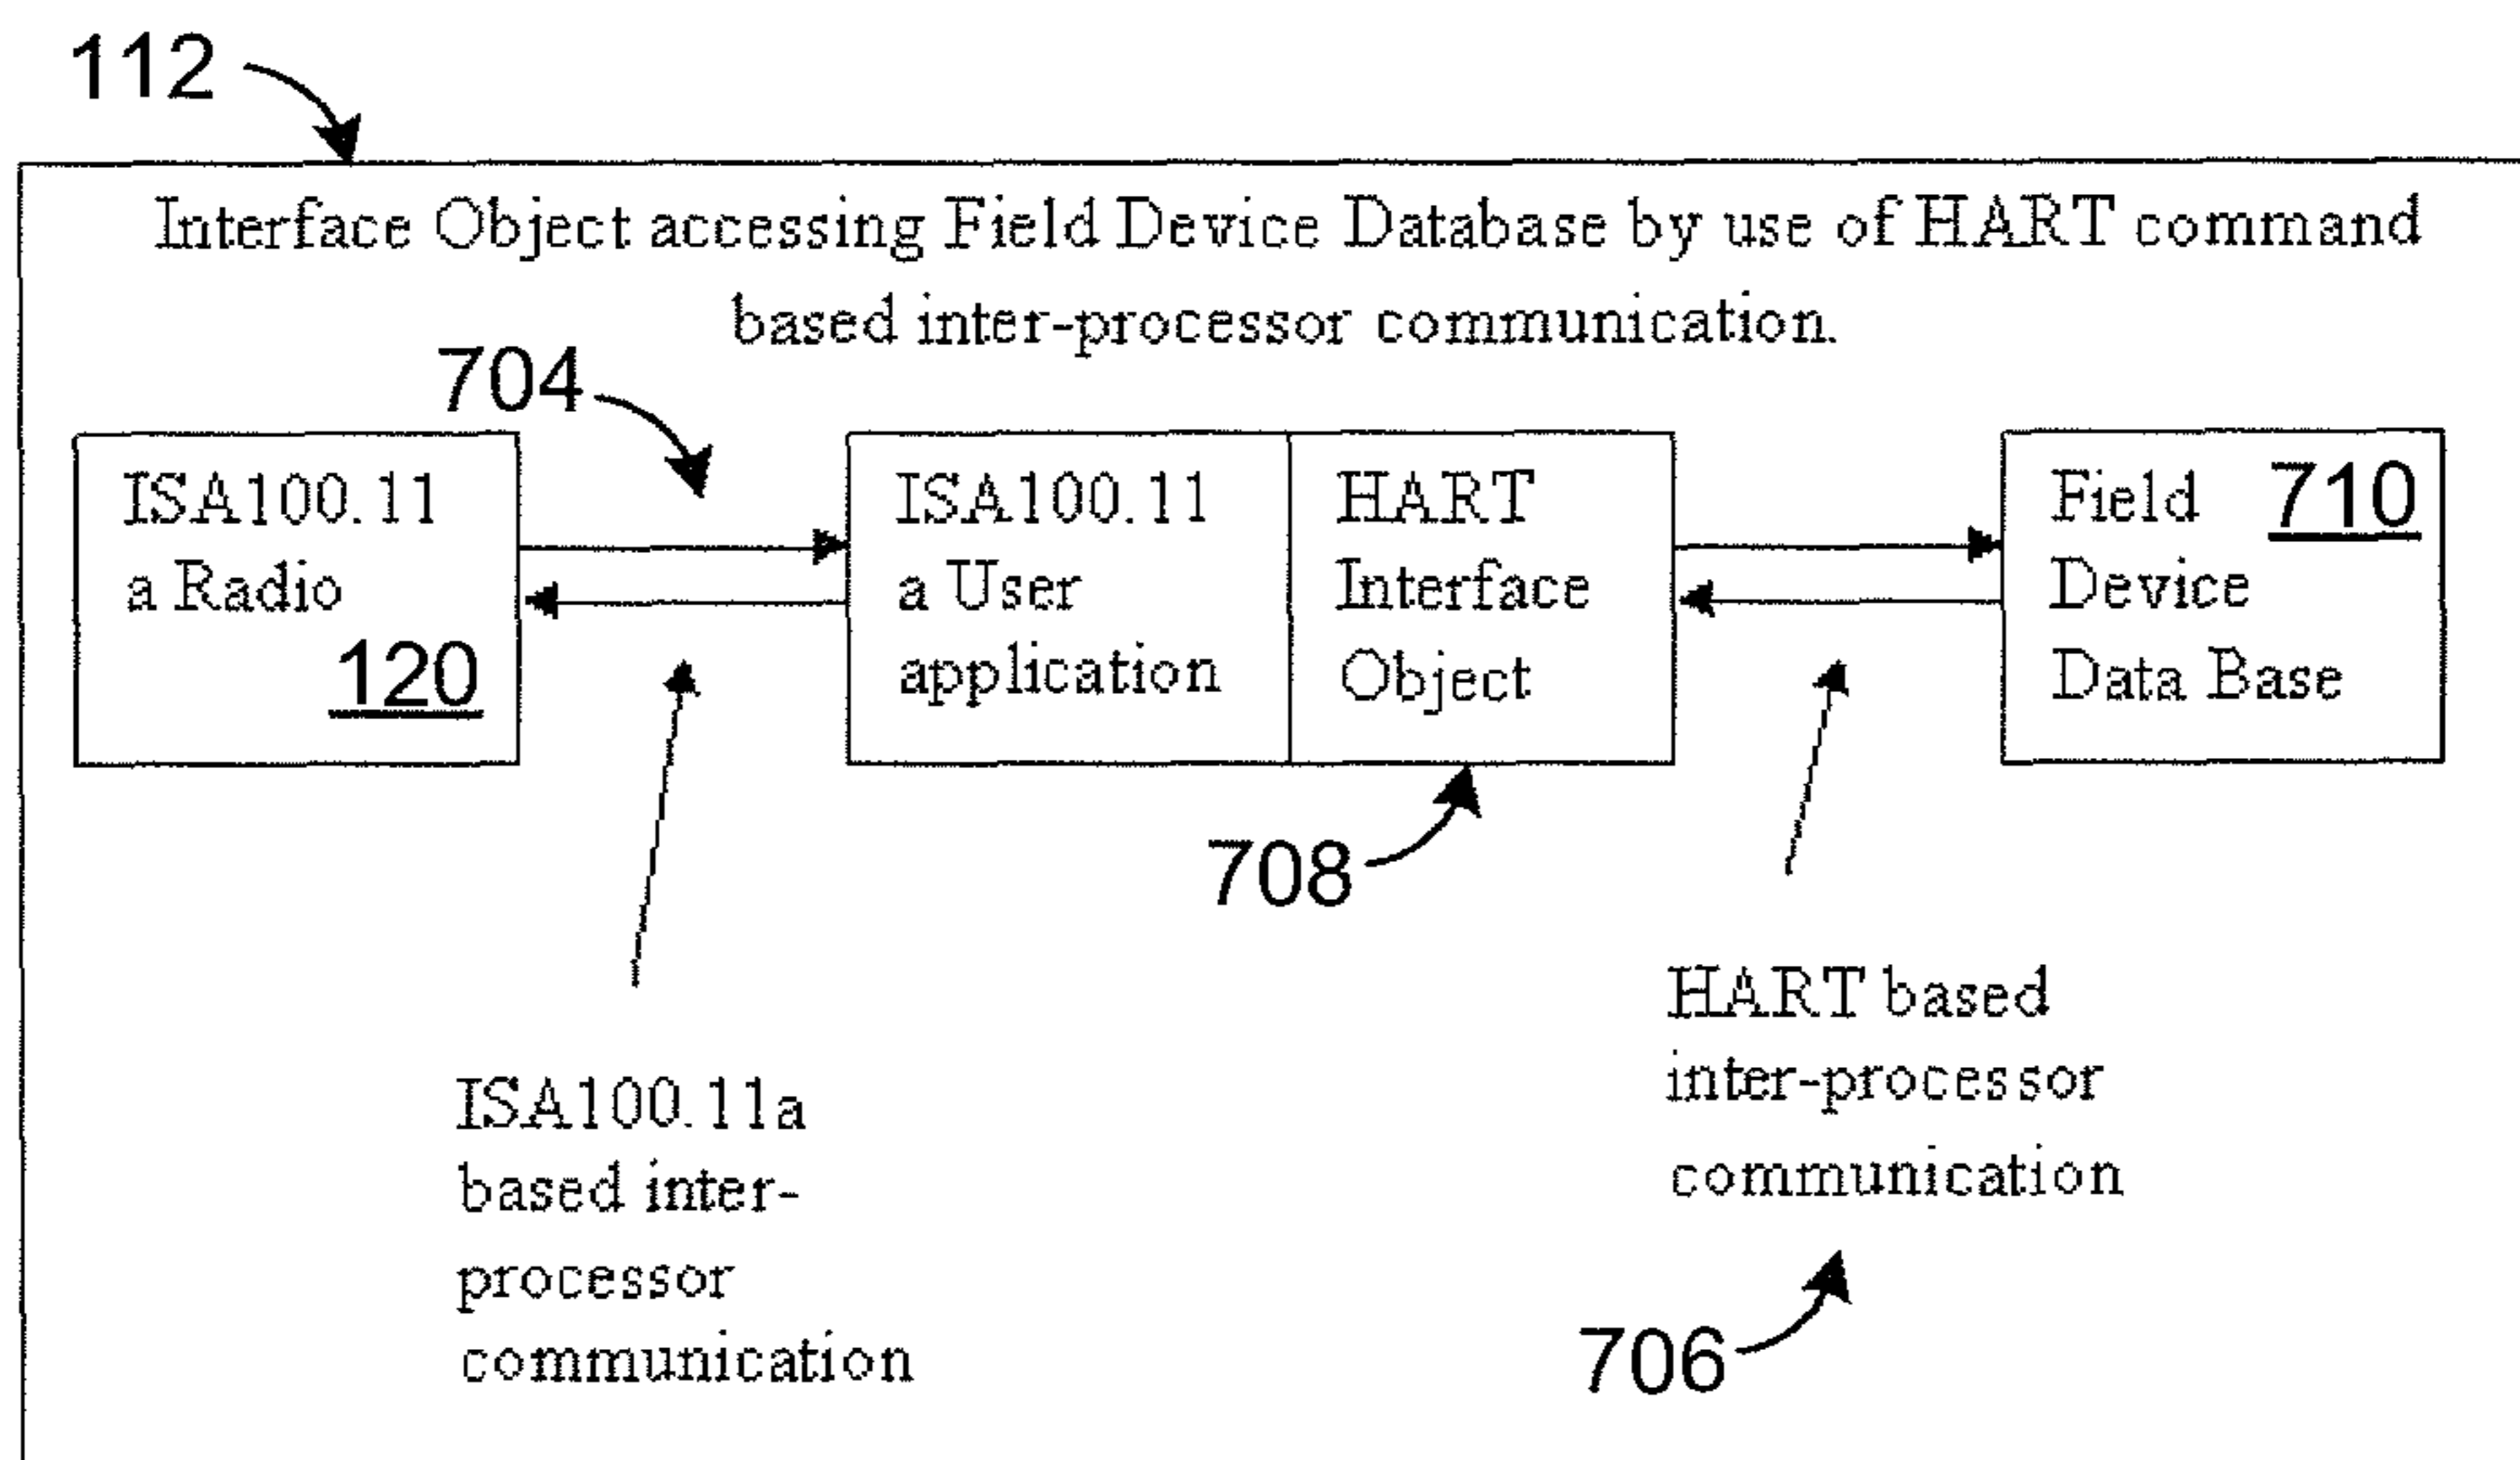 112
Interface Object accessing Field Device Database by use of HART command
based inter-processor communication.
704
ISA100.11
a Radio
120
ISA100.11
a User
application
HART
Interface
Object
Field 710
Device
Data Base
708
ISA100.11a
based inter-
processor
communication
HART based
inter-processor
communication
706